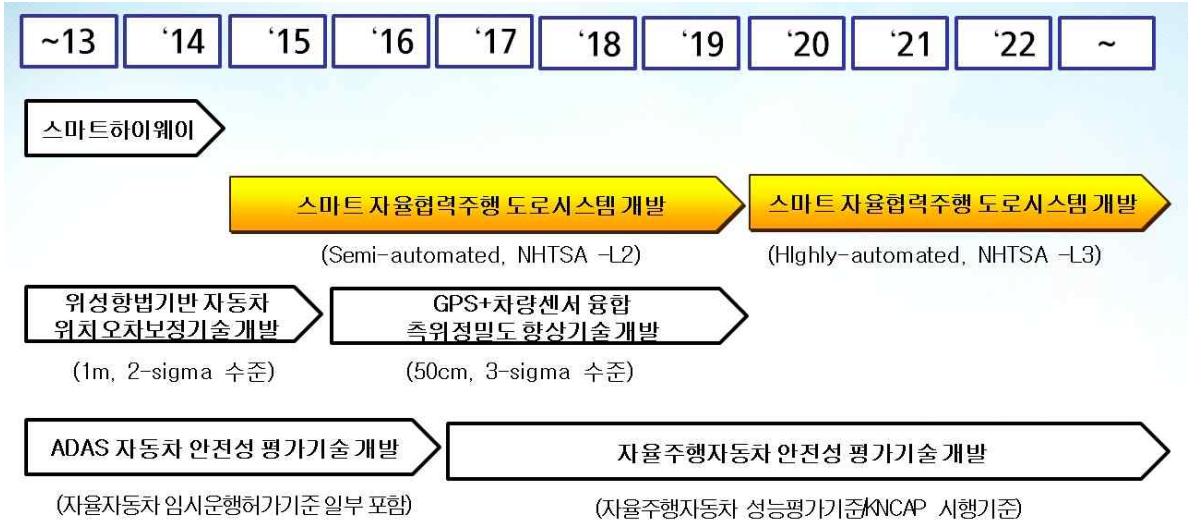 ~13 ‘14 ‘15 ‘16 ‘17 ‘18 ‘19 ‘20 ‘21 ‘22 ~
스마트하이웨이
스마트 자율협력주행 도로시스템 개발 스마트 자율협력주행 도로시스템 개발
(Semi-automated, NHTSA -L2) (HIghly-automated, NHTSA -L3)
위성항법기반 자동차 GPS+차량센서 융합
위치오차보정기술개발 측위정밀도 향상기술 개발
(1m, 2-sigma 수준) (50cm, 3-sigma 수준)
ADAS 자동차 안전성 평가기술 개발 자율주행자동차 안전성 평가기술 개발
(자율자동차 임시운행허가기준 일부 포함) (자율주행자동차 성능평가기준/KNCAP 시행기준)